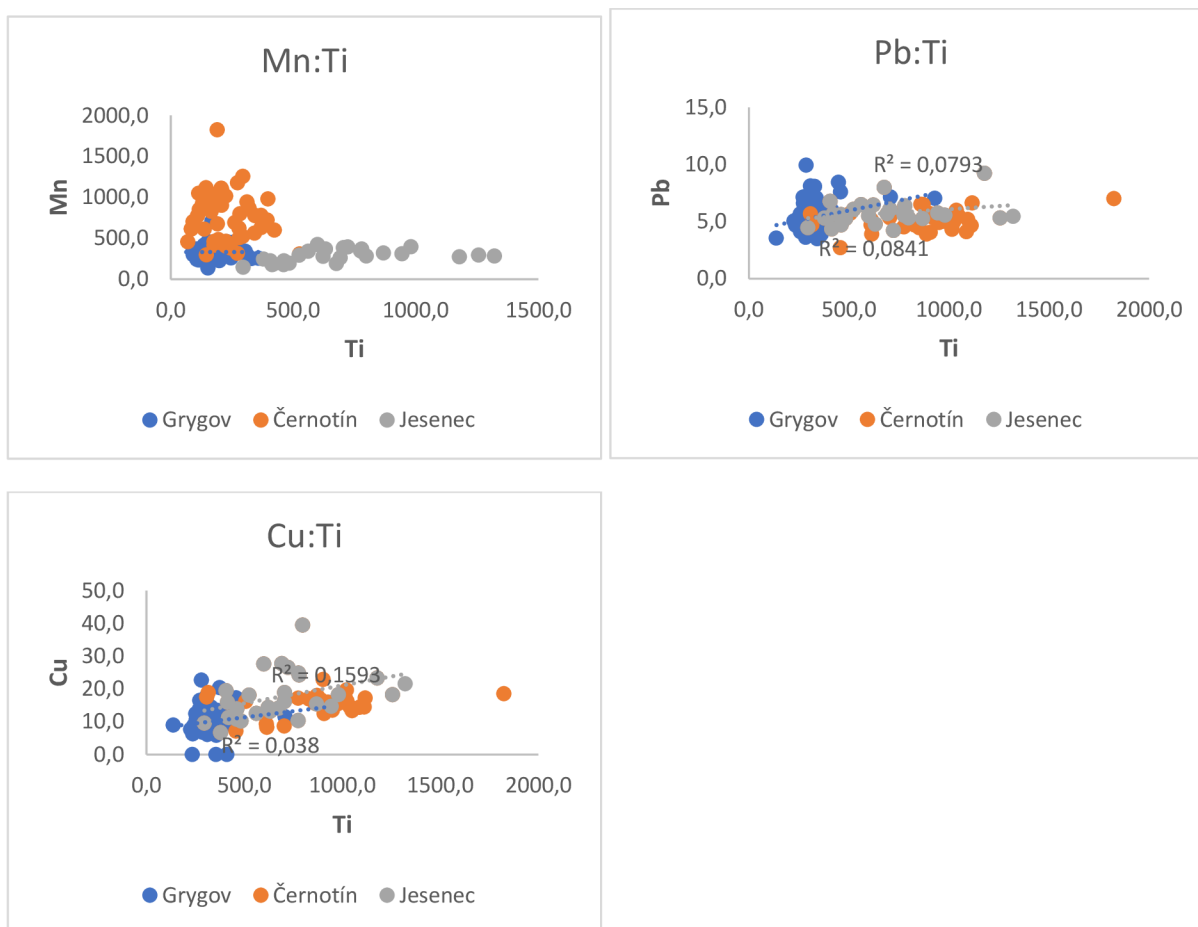 Mn:Ti
2000,0
1500,0
1000,0
500,0
0,0
Mn
0,0 500,0 1000,0 1500,0
Ti
Grygov Černotín Jesenec
Pb:Ti
15,0
10,0
5,0
0,0
Pb
R² = 0,0793
R² = 0,0841
0,0 500,0 1000,0 1500,0 2000,0
Ti
Grygov Černotín Jesenec
Cu:Ti
50,0
40,0
30,0
20,0
10,0
0,0
Cu
R² = 0,1593
R² = 0,038
0,0 500,0 1000,0 1500,0 2000,0
Ti
Grygov Černotín Jesenec